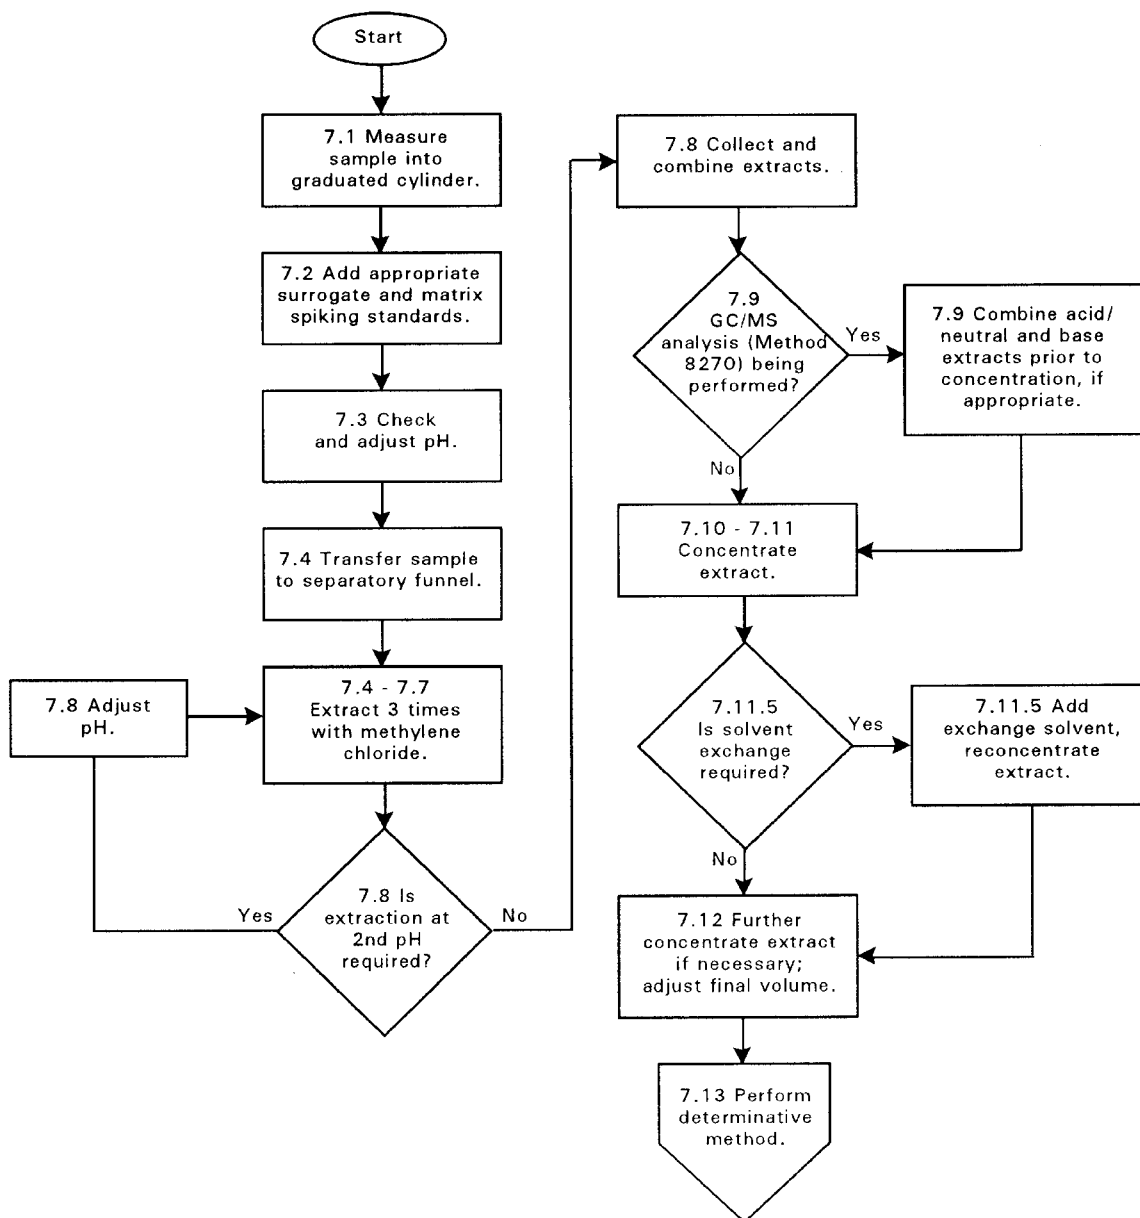 Start
7.1 Measure
sample into
graduated cylinder.
7.2 Add appropriate
surrogate and matrix
spiking standards.
7.3 Check
and adjust pH.
7.4 Transfer sample
to separatory funnel.
7.8 Adjust
pH.
7.4 - 7.7
Extract 3 times
with methylene
chloride.
Yes
7.8 Is
extraction at
2nd pH
required?
No
7.8 Collect and
combine extracts.
7.9
GC/MS
analysis (Method
8270) being
performed?
Yes
7.9 Combine acid/
neutral and base
extracts prior to
concentration, if
appropriate.
No
7.10 - 7.11
Concentrate
extract.
7.11.5
Is solvent
exchange
required?
Yes
7.11.5 Add
exchange solvent,
reconcentrate
extract.
No
7.12 Further
concentrate extract
if necessary;
adjust final volume.
7.13 Perform
determinative
method.